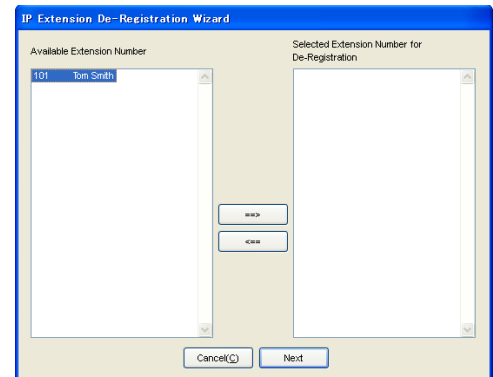 IP Extension De-Registration Wizard
Available Extension Number
Selected Extension Number for
De-Registration
101 Tom Smith
==>
<==
Cancel(C)
Next